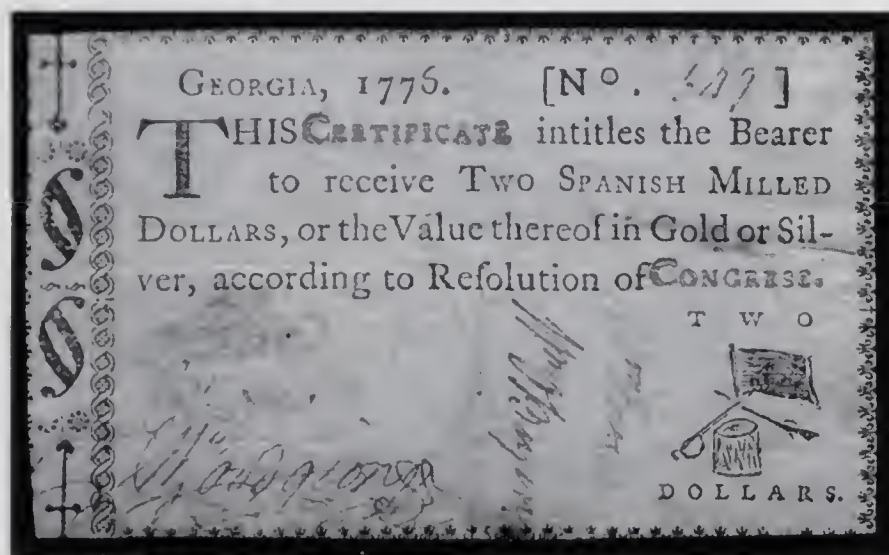 GEORGIA, 1776. [No. ]
THIS CERTIFICATE intitles the Bearer
to receive TWO SPANISH MILLED
DOLLARS, or the Value thereof in Gold or Sil-
ver, according to Reſolution of CONGRESS.
TWO
DOLLARS.